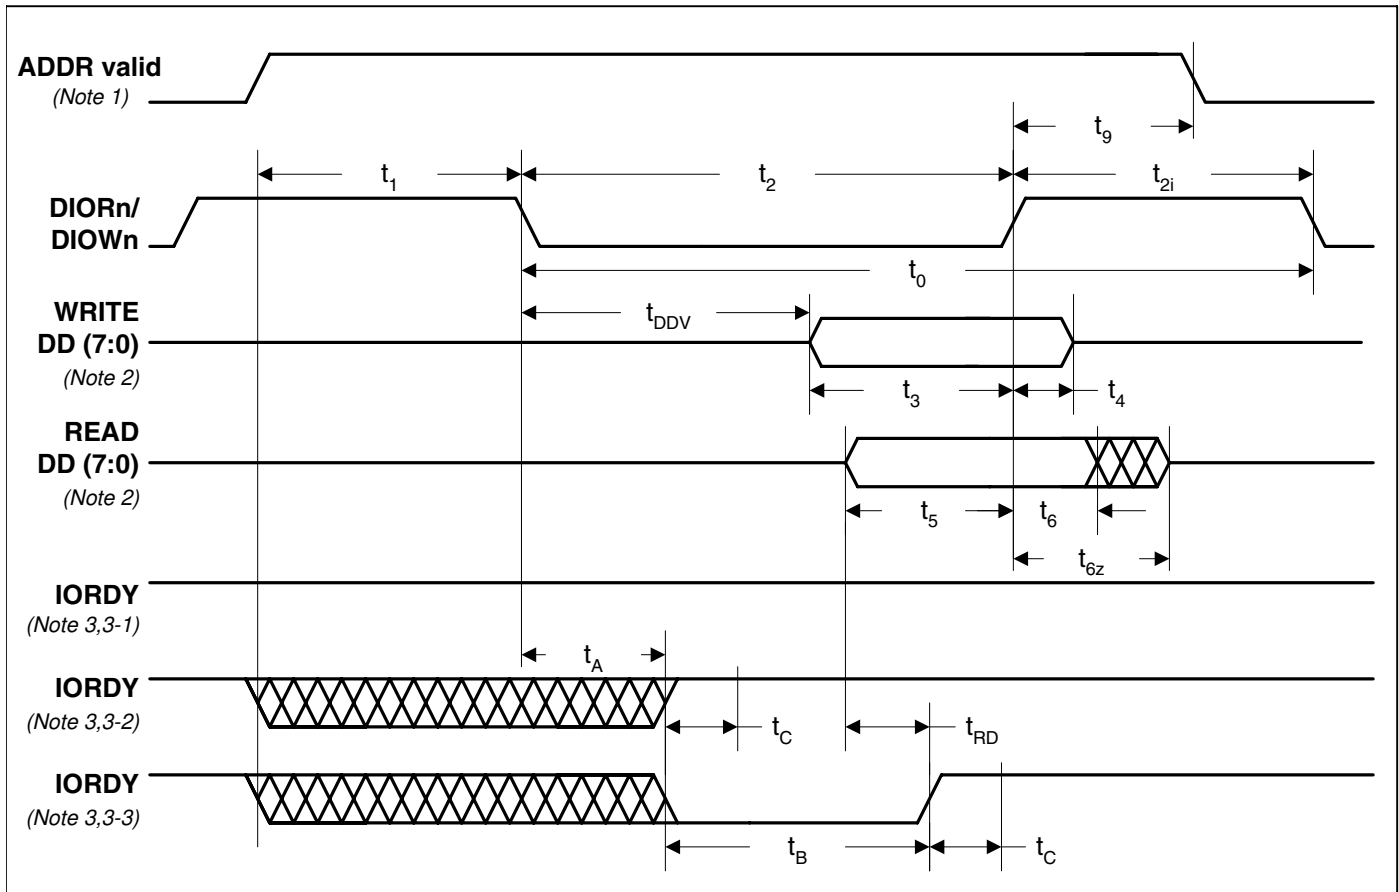 ADDR valid
(Note 1)
t9
t1
t2
t2i
DIORn/
DIOWn
t0
WRITE
DD (7:0)
(Note 2)
tDDV
t3
t4
READ
DD (7:0)
(Note 2)
t5
t6
t6z
IORDY
(Note 3,3-1)
tA
IORDY
(Note 3,3-2)
tC
tRD
IORDY
(Note 3,3-3)
tB
tC